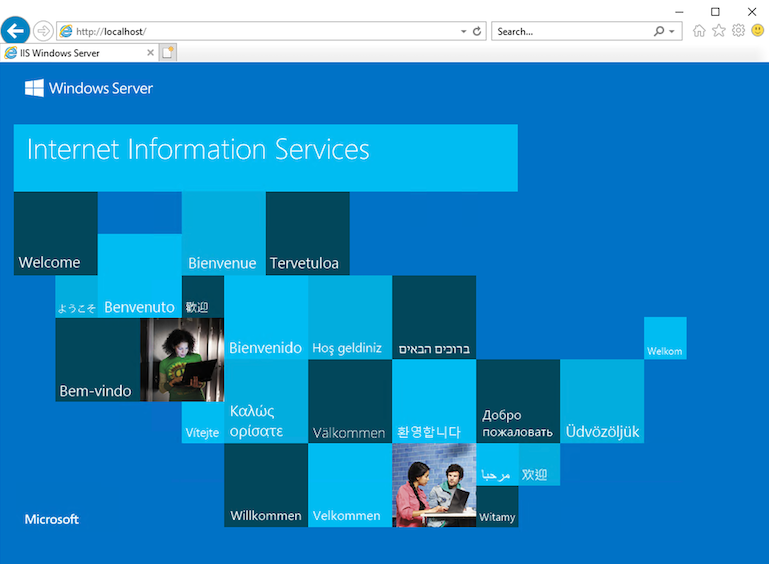 http://localhost/
Search...
IIS Windows Server
Windows Server
Internet Information Services
Welcome
Bienvenue
Tervetuloa
ようこそ
Benvenuto
歡迎
Bienvenido
Hoş geldiniz
ברוכים הבאים
Welkom
Bem-vindo
Vítejte
Καλώς
ορίσατε
Välkommen
환영합니다
Добро
пожаловать
Üdvözöljük
Willkommen
Velkommen
مرحبا
欢迎
Witamy
Microsoft